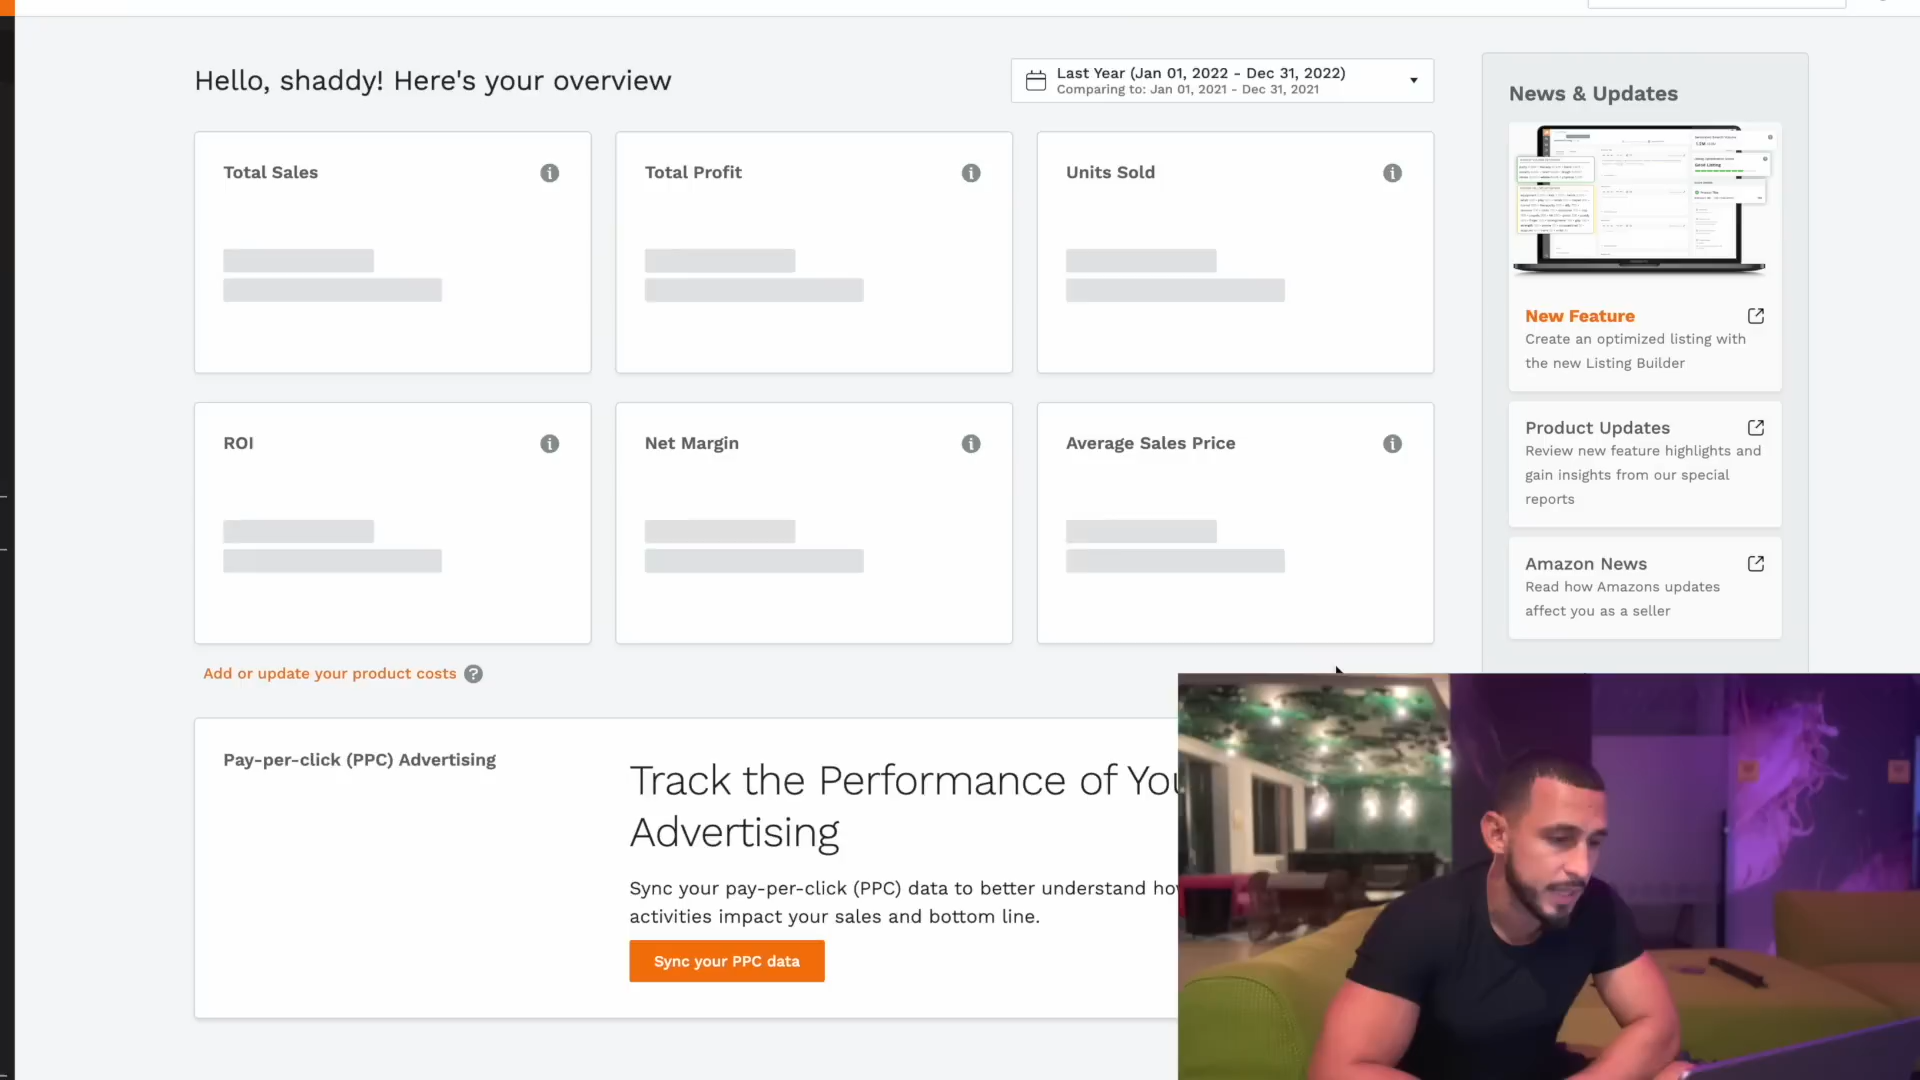 Hello, shaddy! Here's your overview
Last Year (Jan 01, 2022 - Dec 31, 2022)
Comparing to: Jan 01, 2021 - Dec 31, 2021
Total Sales
Total Profit
Units Sold
ROI
Net Margin
Average Sales Price
Add or update your product costs
Pay-per-click (PPC) Advertising
Track the Performance of You
Advertising
Sync your pay-per-click (PPC) data to better understand ho
activities impact your sales and bottom line.
Sync your PPC data
News & Updates
New Feature
Create an optimized listing with
the new Listing Builder
Product Updates
Review new feature highlights and
gain insights from our special
reports
Amazon News
Read how Amazons updates
affect you as a seller